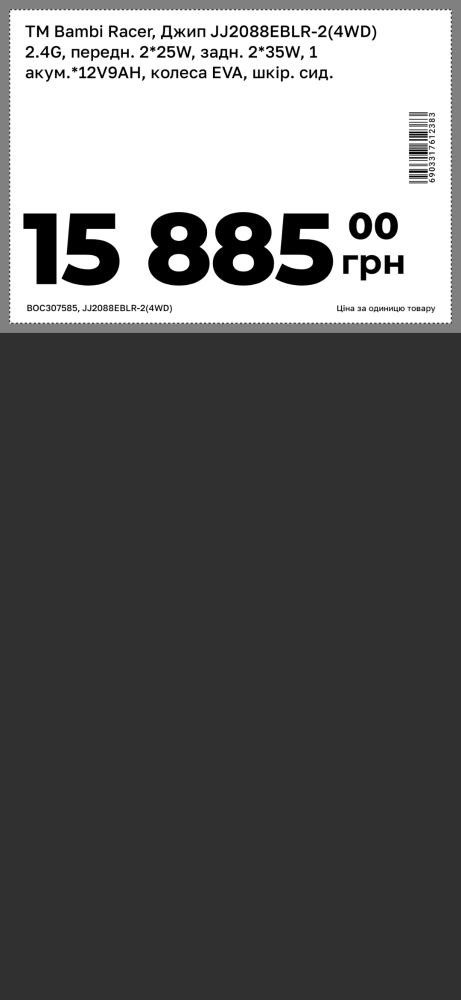 TM Bambi Racer, Джип JJ2088EBLR-2(4WD)
2.4G, передн. 2*25W, задн. 2*35W, 1
акум.*12V9AH, колеса EVA, шкір. сид.
6903317612383
15 885 00
грн
BOC307585, JJ2088EBLR-2(4WD)
Ціна за одиницю товару